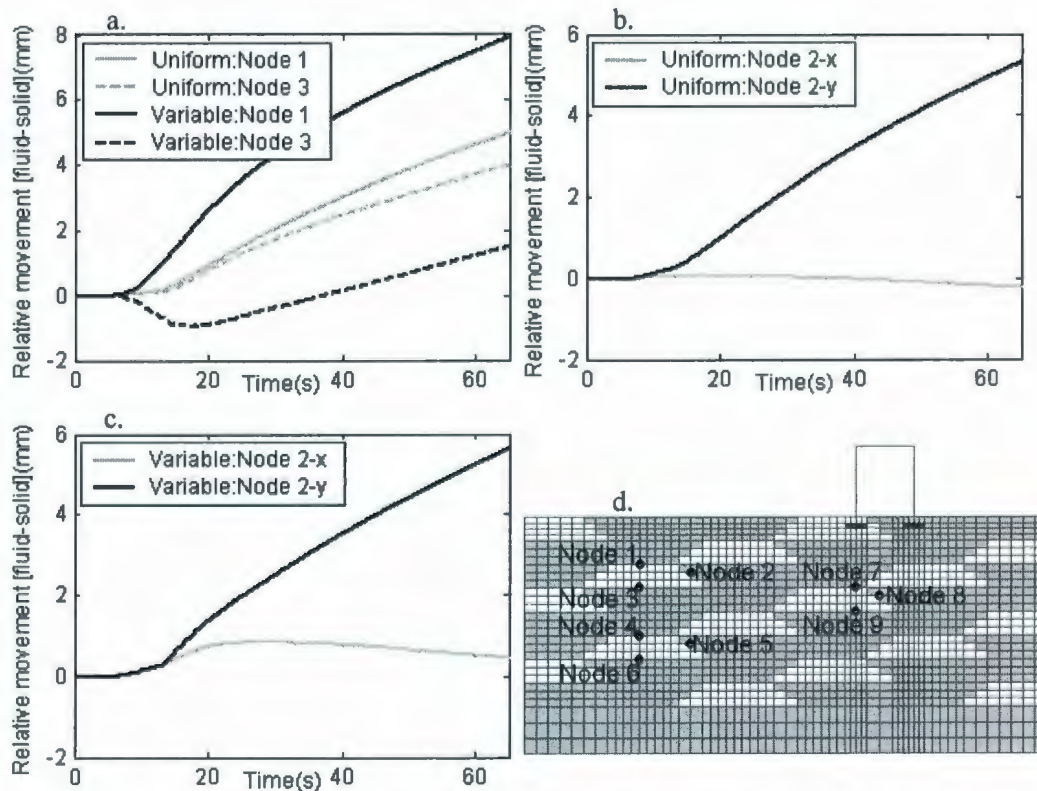 a.
Relative movement [fluid-solid](mm)
8
6
4
2
0
-2
Uniform:Node 1
Uniform:Node 3
Variable:Node 1
Variable:Node 3
0
20
40
60
Time(s)
b.
Relative movement [fluid-solid](mm)
6
4
2
0
-2
Uniform:Node 2-x
Uniform:Node 2-y
0
20
40
60
Time(s)
c.
Relative movement [fluid-solid](mm)
6
4
2
0
-2
Variable:Node 2-x
Variable:Node 2-y
0
20
40
60
Time(s)
d.
Node 1
Node 2
Node 7
Node 3
Node 8
Node 4
Node 5
Node 9
Node 6